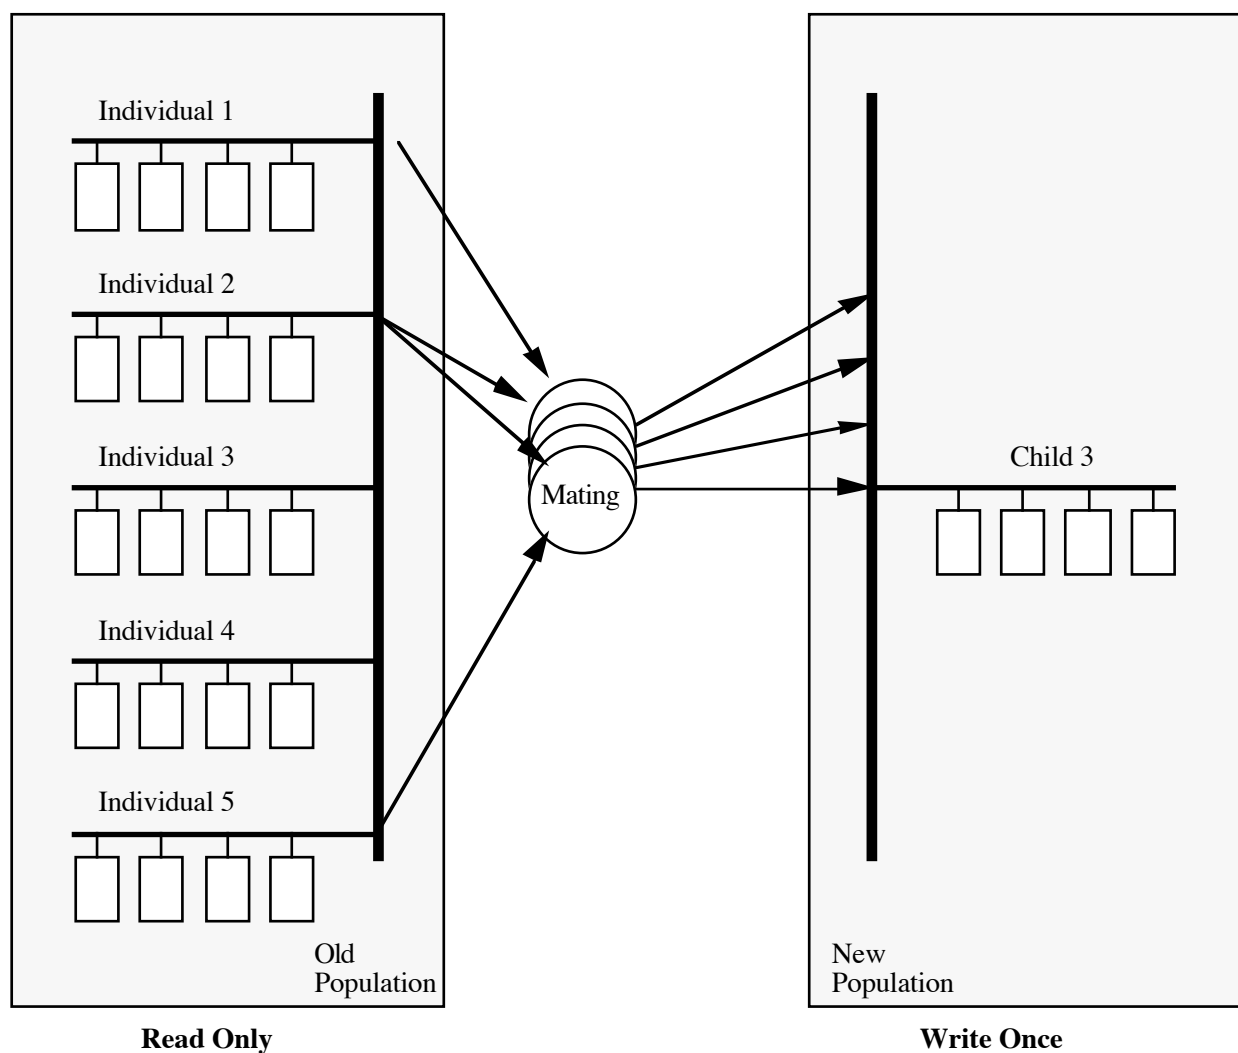 Individual 1
Individual 2
Individual 3
Individual 4
Individual 5
Old
Population
Read Only
Mating
Child 3
New
Population
Write Once